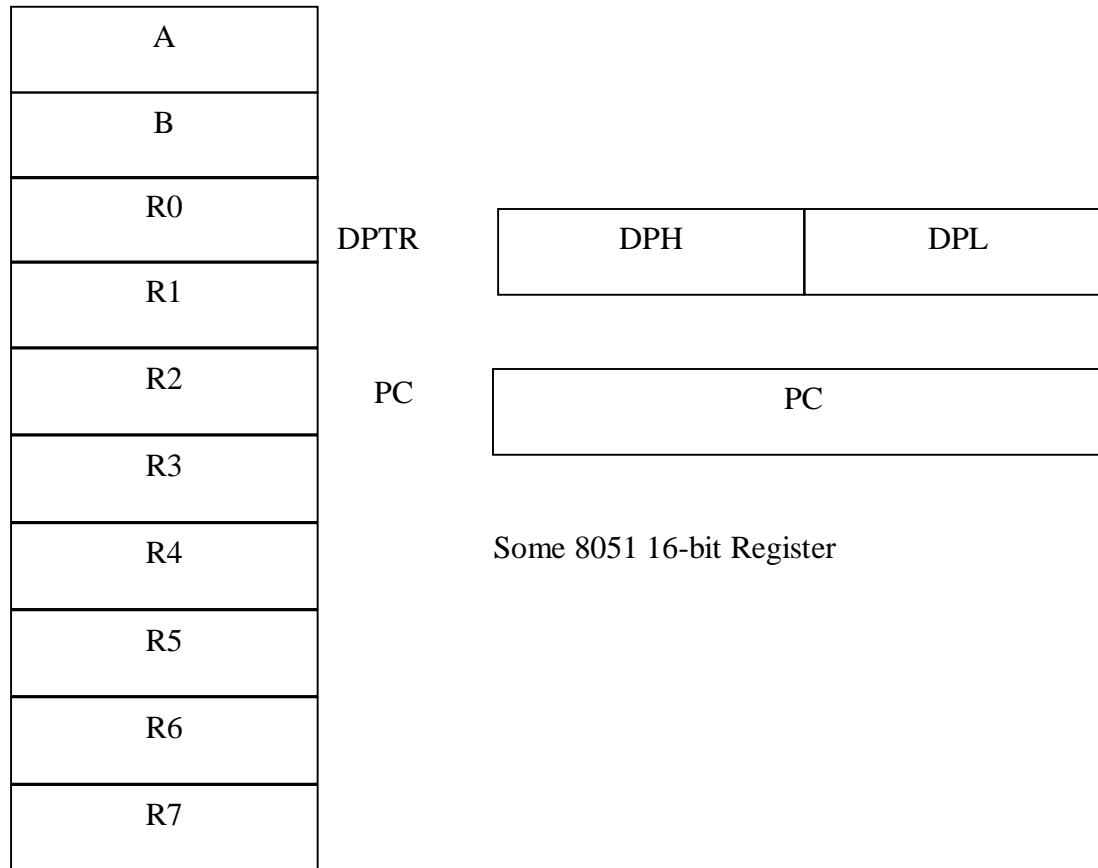 A
B
R0
R1
R2
R3
R4
R5
R6
R7
DPTR
DPH
DPL
PC
PC
Some 8051 16-bit Register